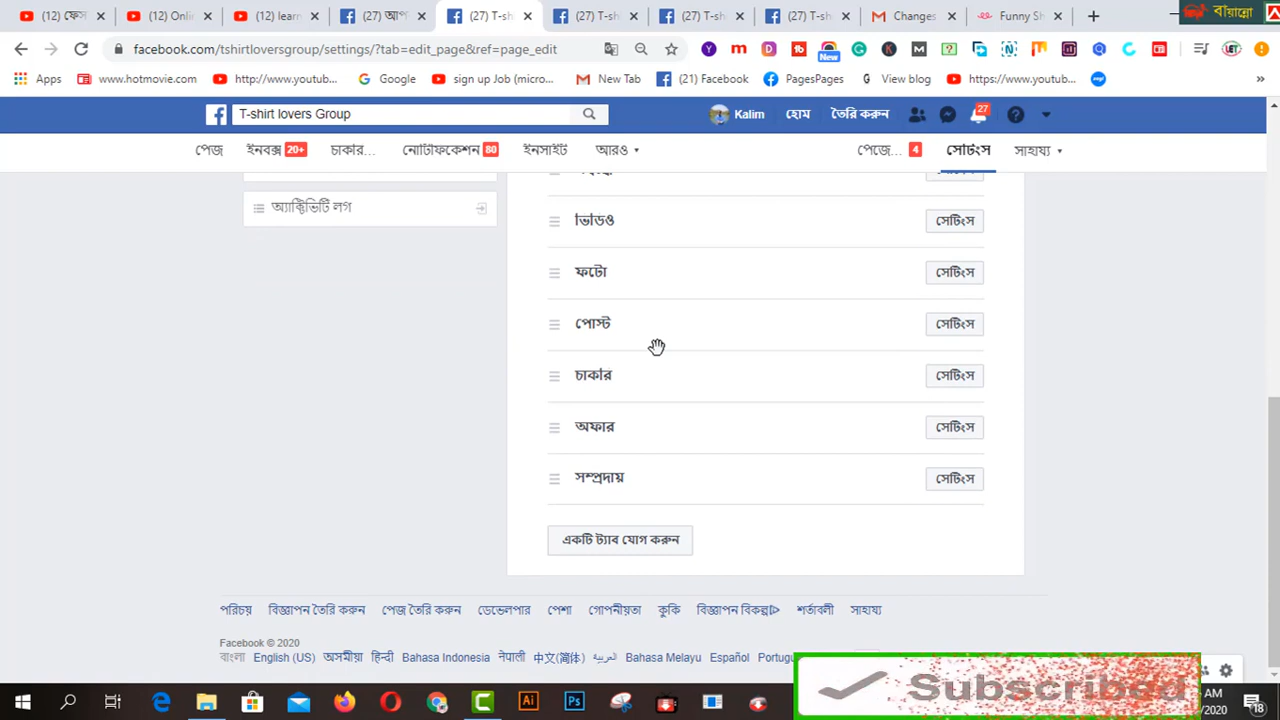 (12) ফেস
(12) Onli
(12) learn
(27) আপ
(27) T-sh
(27) T-s
(27) T-s
(27) T-s
Changi
Funny Sh
বায়ান্নো
facebook.com/tshirtloversgroup/settings/?tab=edit_page&ref=page_edit
New
Apps
www.hotmovie.com
http://www.youtub...
Google
sign up Job (micro...
New Tab
(21) Facebook
PagesPages
View blog
https://www.youtub...
T-shirt lovers Group
Kalim
হোম
তৈরি করুন
27
পেজ
ইনবক্স 20+
চাকরি...
নোটিফিকেশন 80
ইনসাইট
আরও
পেজে... 4
সেটিংস
সাহায্য
অ্যাক্টিভিটি লগ
ভিডিও
সেটিংস
ফটো
সেটিংস
পোস্ট
সেটিংস
চাকরি
সেটিংস
অফার
সেটিংস
সম্প্রদায়
সেটিংস
একটি ট্যাব যোগ করুন
পরিচয়
বিজ্ঞাপন তৈরি করুন
পেজ তৈরি করুন
ডেভেলপার
পেশা
গোপনীয়তা
কুকি
বিজ্ঞাপন বিকল্প
শর্তাবলী
সাহায্য
Facebook © 2020
বাংলা
English (US)
অসমীয়া
हिन्दी
Bahasa Indonesia
नेपाली
中文(简体)
العربية
Bahasa Melayu
Español
Portugu
Subscribed
AM
/2020
18